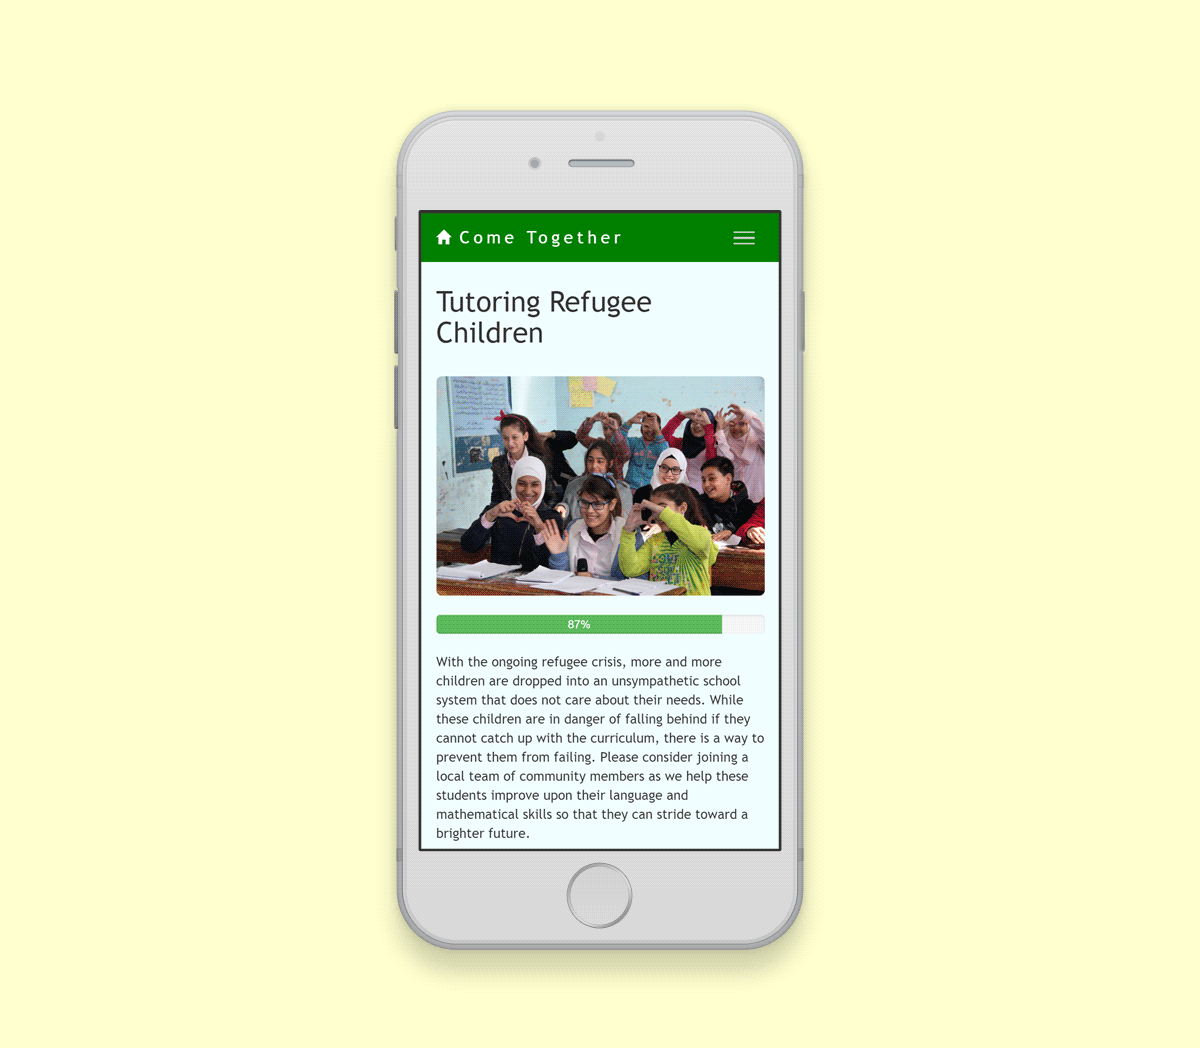 Come Together
Tutoring Refugee
Children
87%
With the ongoing refugee crisis, more and more
children are dropped into an unsympathetic school
system that does not care about their needs. While
these children are in danger of falling behind if they
cannot catch up with the curriculum, there is a way to
prevent them from failing. Please consider joining a
local team of community members as we help these
students improve upon their language and
mathematical skills so that they can stride toward a
brighter future.